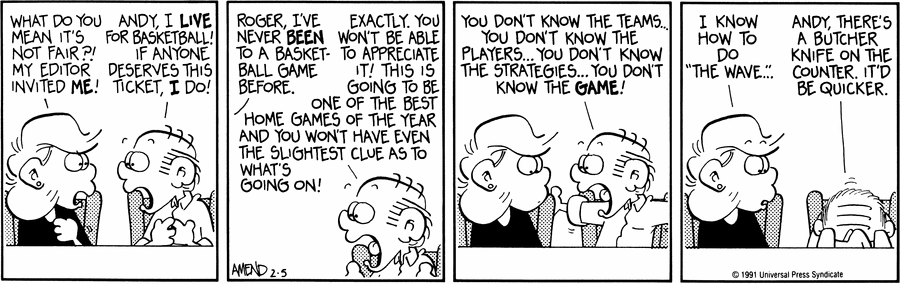 WHAT DO YOU
MEAN IT'S
NOT FAIR?!
MY EDITOR
INVITED ME!
ANDY, I LIVE
FOR BASKETBALL!
IF ANYONE
DESERVES THIS
TICKET, I DO!
ROGER, I'VE
NEVER BEEN
TO A BASKET-
BALL GAME
BEFORE.
EXACTLY. YOU
WON'T BE ABLE
TO APPRECIATE
IT! THIS IS
GOING TO BE
ONE OF THE BEST
HOME GAMES OF THE YEAR
AND YOU WON'T HAVE EVEN
THE SLIGHTEST CLUE AS TO
WHAT'S
GOING ON!
AMEND 2-5
YOU DON'T KNOW THE TEAMS...
YOU DON'T KNOW THE
PLAYERS... YOU DON'T KNOW
THE STRATEGIES... YOU DON'T
KNOW THE GAME!
I KNOW
HOW TO
DO
"THE WAVE..."
ANDY, THERE'S
A BUTCHER
KNIFE ON THE
COUNTER. IT'D
BE QUICKER.
© 1991 Universal Press Syndicate